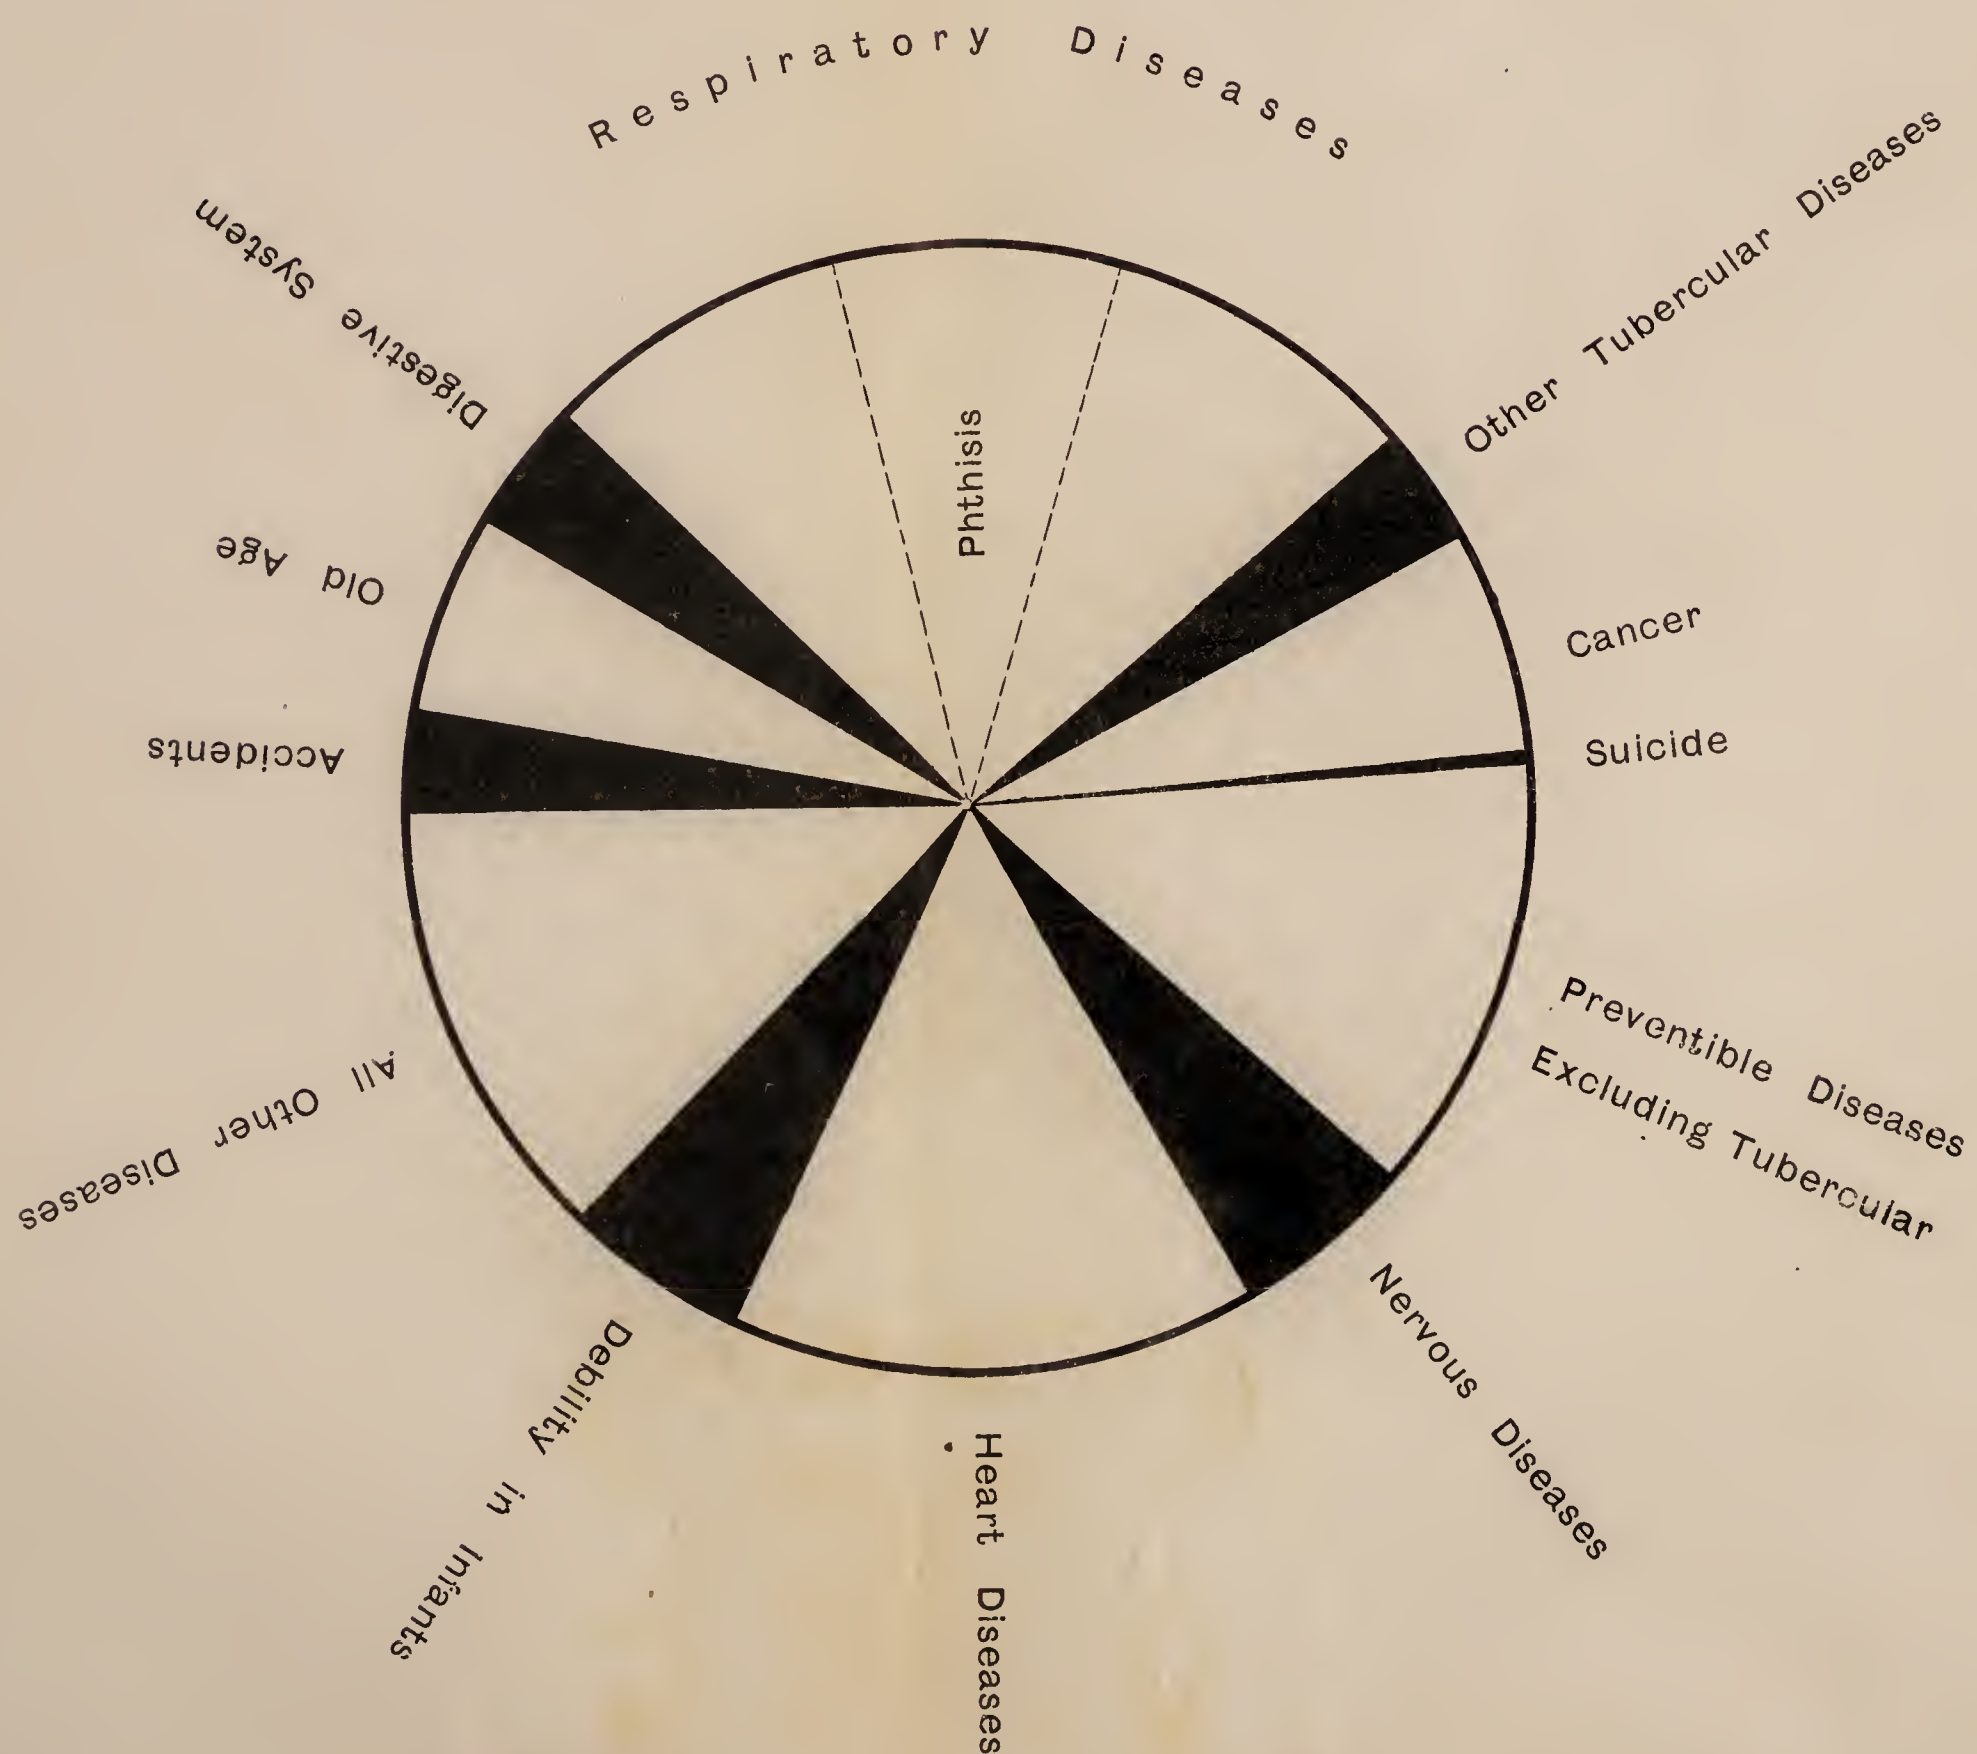 Respiratory Diseases
Phthisis
Other Tubercular Diseases
Cancer
Suicide
Preventible Diseases
Excluding Tubercular
Nervous Diseases
Heart Diseases
Debility in Infants
All Other Diseases
Accidents
Old Age
Digestive System